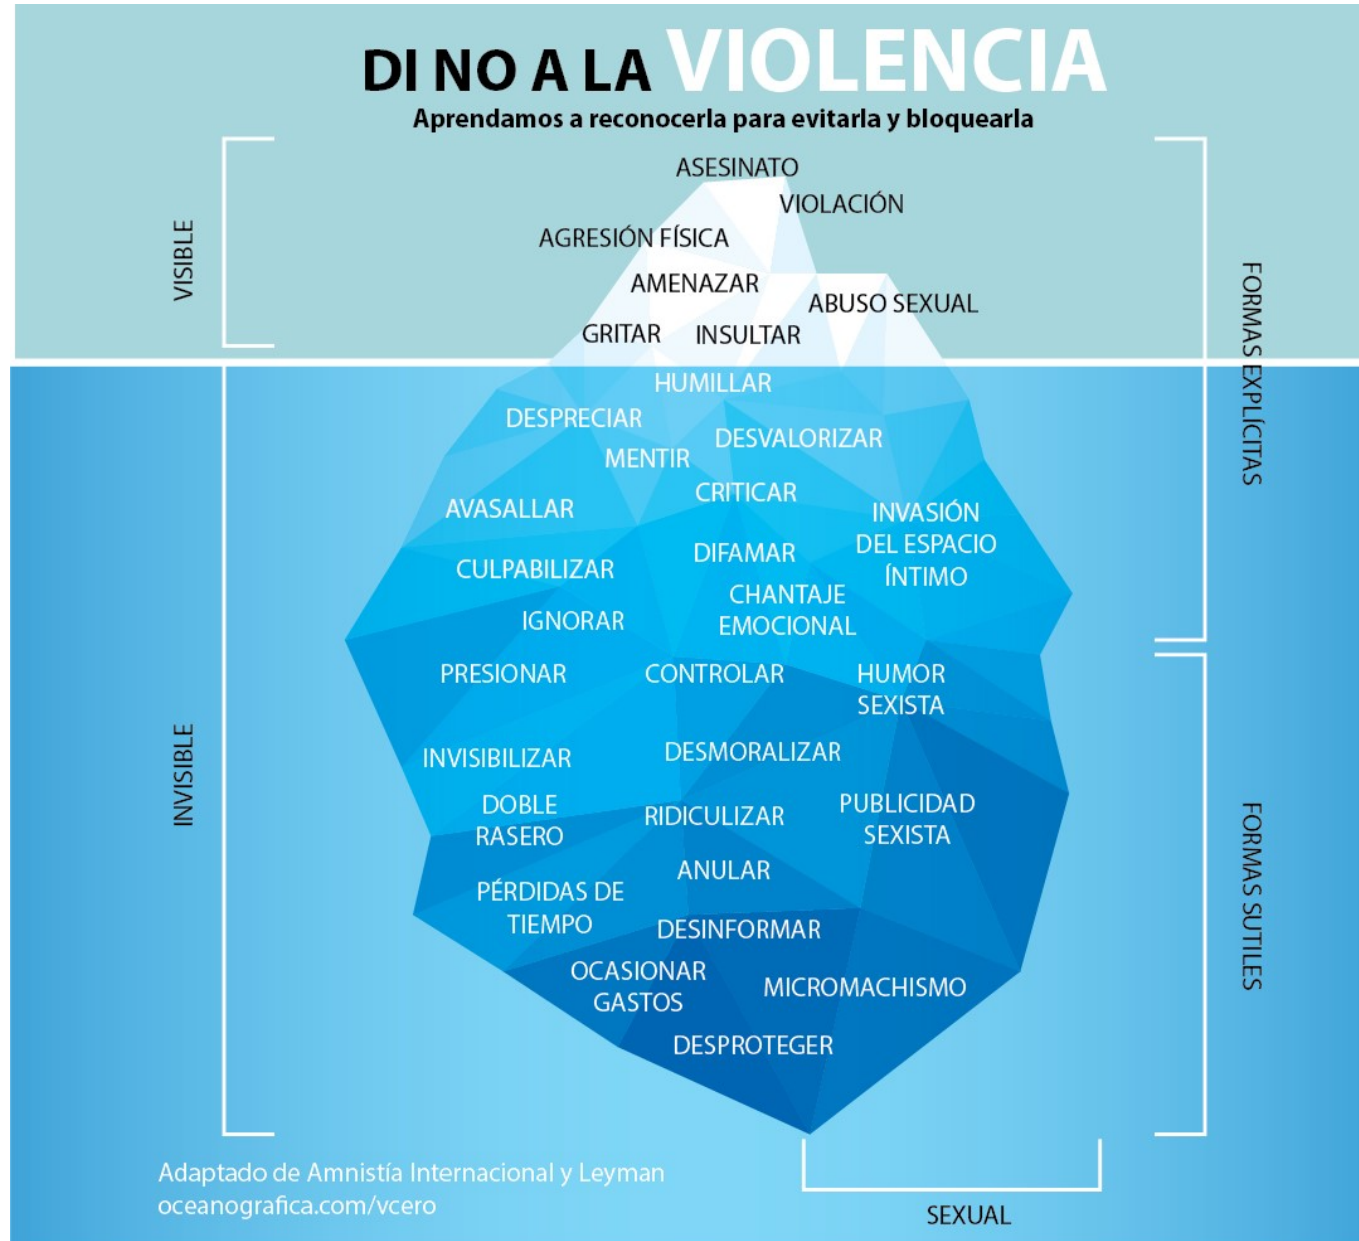 DI NO A LA VIOLENCIA
Aprendamos a reconocerla para evitarla y bloquearla
VISIBLE
ASESINATO
VIOLACIÓN
AGRESIÓN FÍSICA
AMENAZAR
ABUSO SEXUAL
GRITAR
INSULTAR
FORMAS EXPLÍCITAS
INVISIBLE
HUMILLAR
DESPRECIAR
DESVALORIZAR
MENTIR
CRITICAR
AVASALLAR
INVASIÓN
DEL ESPACIO
ÍNTIMO
DIFAMAR
CULPABILIZAR
CHANTAJE
EMOCIONAL
IGNORAR
PRESIONAR
CONTROLAR
HUMOR
SEXISTA
INVISIBILIZAR
DESMORALIZAR
DOBLE
RASERO
RIDICULIZAR
PUBLICIDAD
SEXISTA
ANULAR
PÉRDIDAS DE
TIEMPO
DESINFORMAR
OCASIONAR
GASTOS
MICROMACHISMO
DESPROTEGER
FORMAS SUTILES
Adaptado de Amnistía Internacional y Leyman
oceanografica.com/vcero
SEXUAL